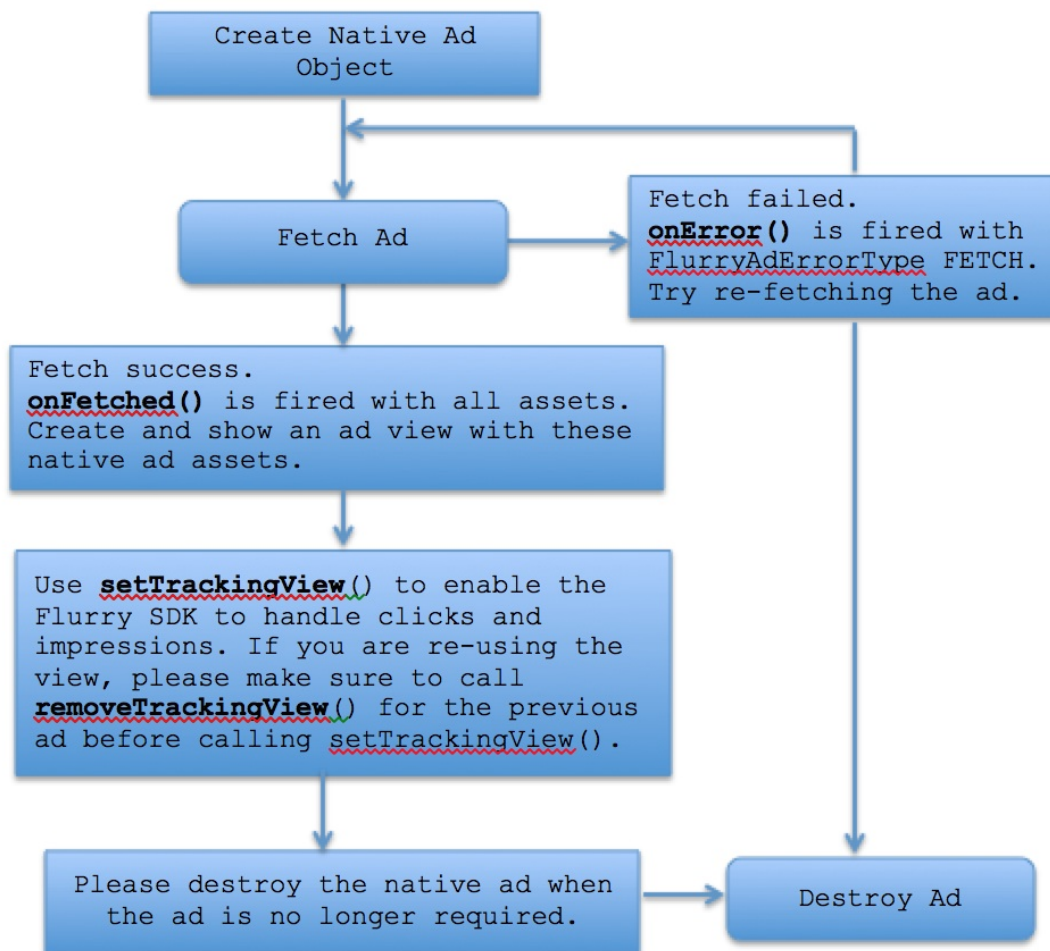 Create Native Ad
Object
Fetch Ad
Fetch failed.
onError() is fired with
FlurryAdErrorType FETCH.
Try re-fetching the ad.
Fetch success.
onFetched() is fired with all assets.
Create and show an ad view with these
native ad assets.
Use setTrackingView() to enable the
Flurry SDK to handle clicks and
impressions. If you are re-using the
view, please make sure to call
removeTrackingView() for the previous
ad before calling setTrackingView().
Please destroy the native ad when
the ad is no longer required.
Destroy Ad